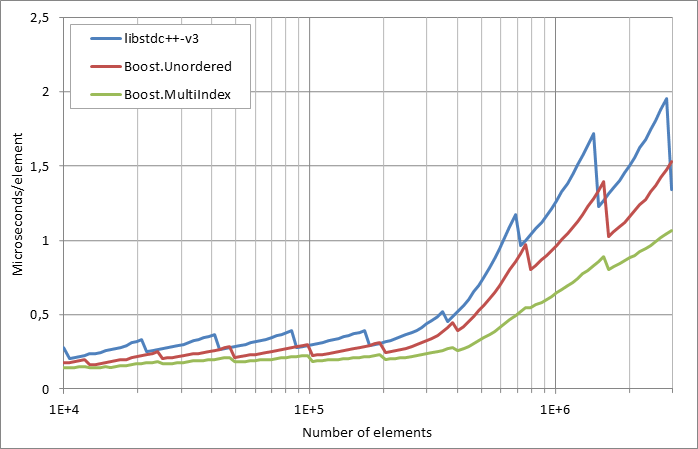 2,5
2
1,5
1
0,5
0
Microseconds/element
libstdc++-v3
Boost.Unordered
Boost.MultiIndex
1E+4
1E+5
1E+6
Number of elements